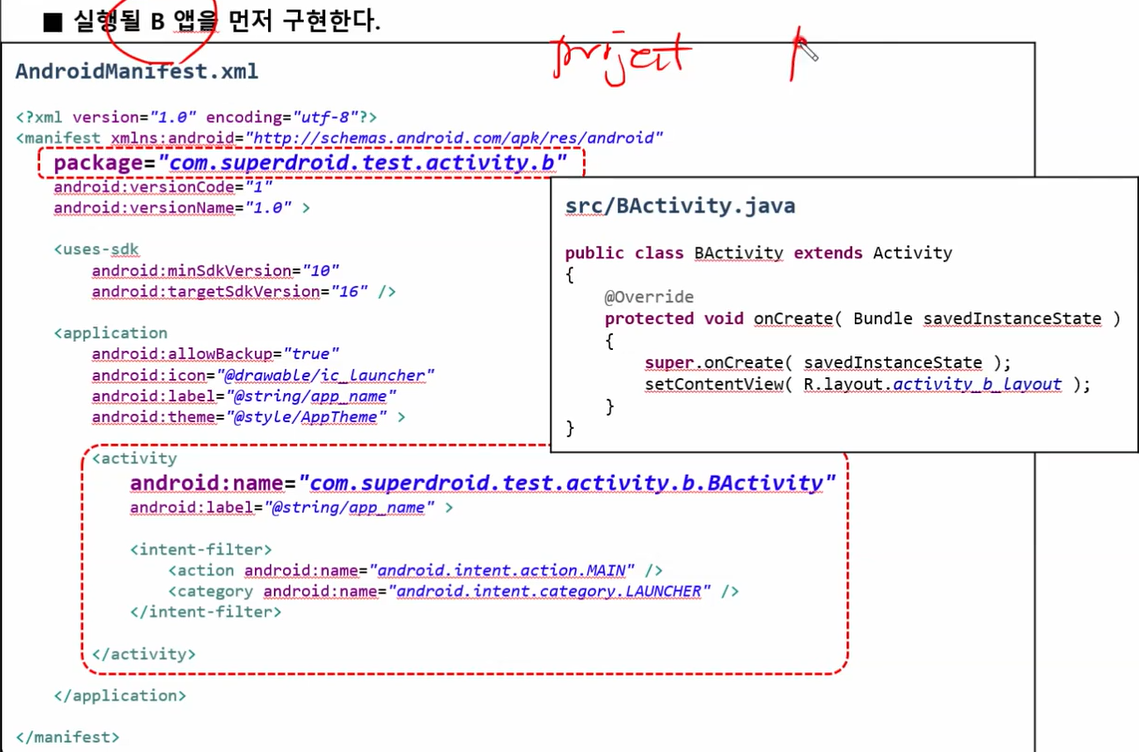 ■ 실행될 B 앱을 먼저 구현한다.
project
AndroidManifest.xml
<?xml version="1.0" encoding="utf-8"?>
<manifest xmlns:android="http://schemas.android.com/apk/res/android"
package="com.superdroid.test.activity.b"
android:versionCode="1"
android:versionName="1.0" >
<uses-sdk
android:minSdkVersion="10"
android:targetSdkVersion="16" />
<application
android:allowBackup="true"
android:icon="@drawable/ic_launcher"
android:label="@string/app_name"
android:theme="@style/AppTheme" >
<activity
android:name="com.superdroid.test.activity.b.BActivity"
android:label="@string/app_name" >
<intent-filter>
<action android:name="android.intent.action.MAIN" />
<category android:name="android.intent.category.LAUNCHER" />
</intent-filter>
</activity>
</application>
</manifest>
src/BActivity.java
public class BActivity extends Activity
{
@Override
protected void onCreate( Bundle savedInstanceState )
{
super.onCreate( savedInstanceState );
setContentView( R.layout.activity_b_layout );
}
}